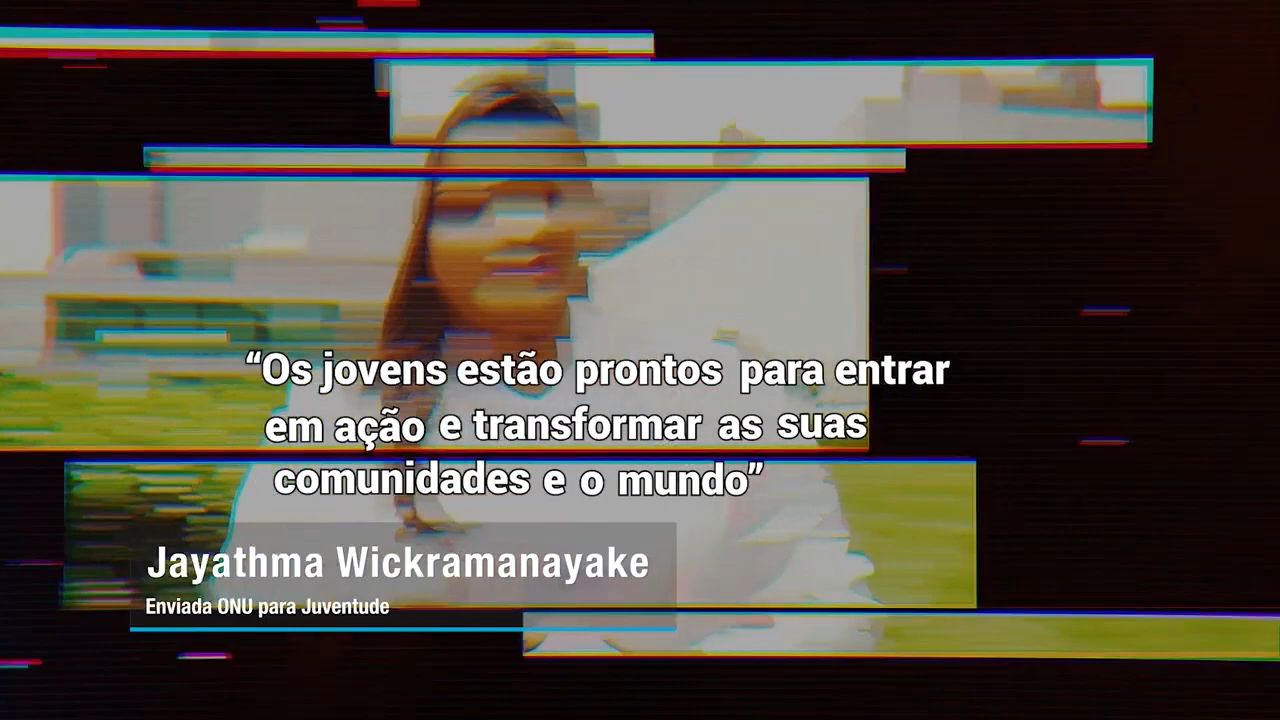 “Os jovens estão prontos para entrar
em ação e transformar as suas
comunidades e o mundo”
Jayathma Wickramanayake
Enviada ONU para Juventude